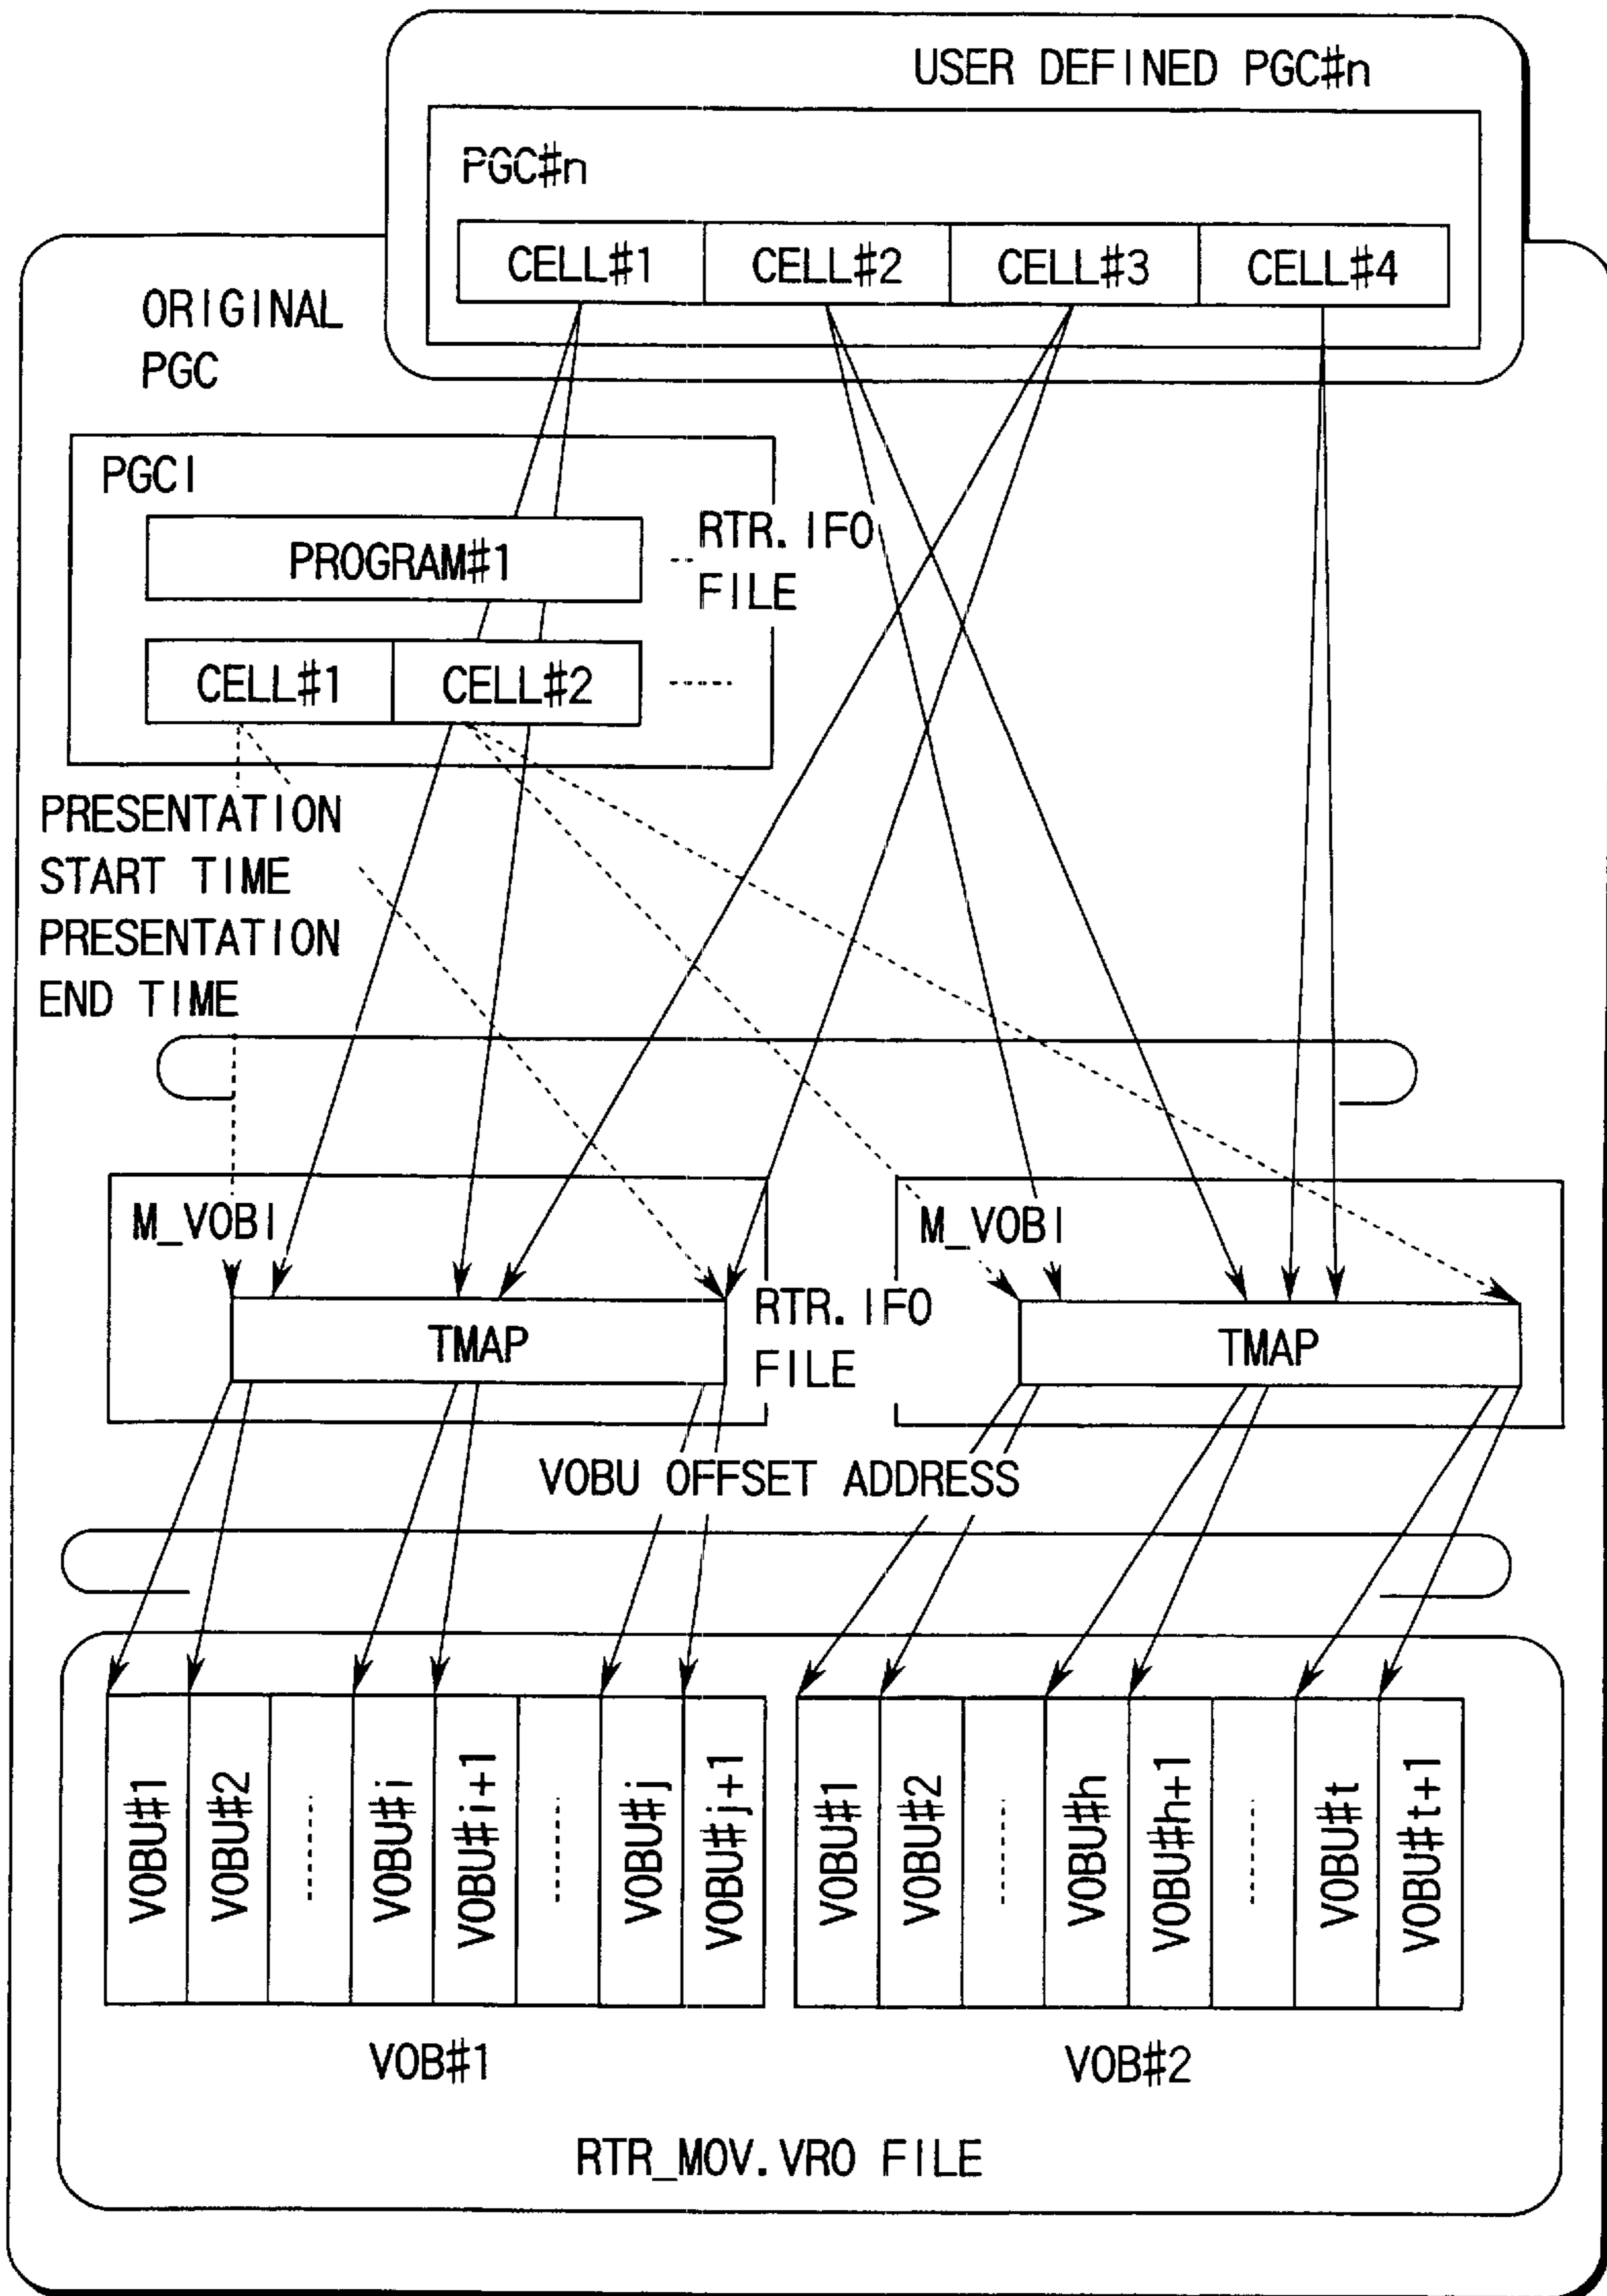 USER DEFINED PGC#n
PGC#n
CELL#1 CELL#2 CELL#3 CELL#4
ORIGINAL
PGC
PGCI
PROGRAM#1
RTR.IFO
FILE
CELL#1 CELL#2
PRESENTATION
START TIME
PRESENTATION
END TIME
M_VOBI
TMAP
RTR.IFO
FILE
M_VOBI
TMAP
VOBU OFFSET ADDRESS
VOBU#1
VOBU#2
VOBU#i
VOBU#i+1
VOBU#j
VOBU#j+1
VOBU#1
VOBU#2
VOBU#h
VOBU#h+1
VOBU#t
VOBU#t+1
VOB#1
VOB#2
RTR_MOV.VRO FILE